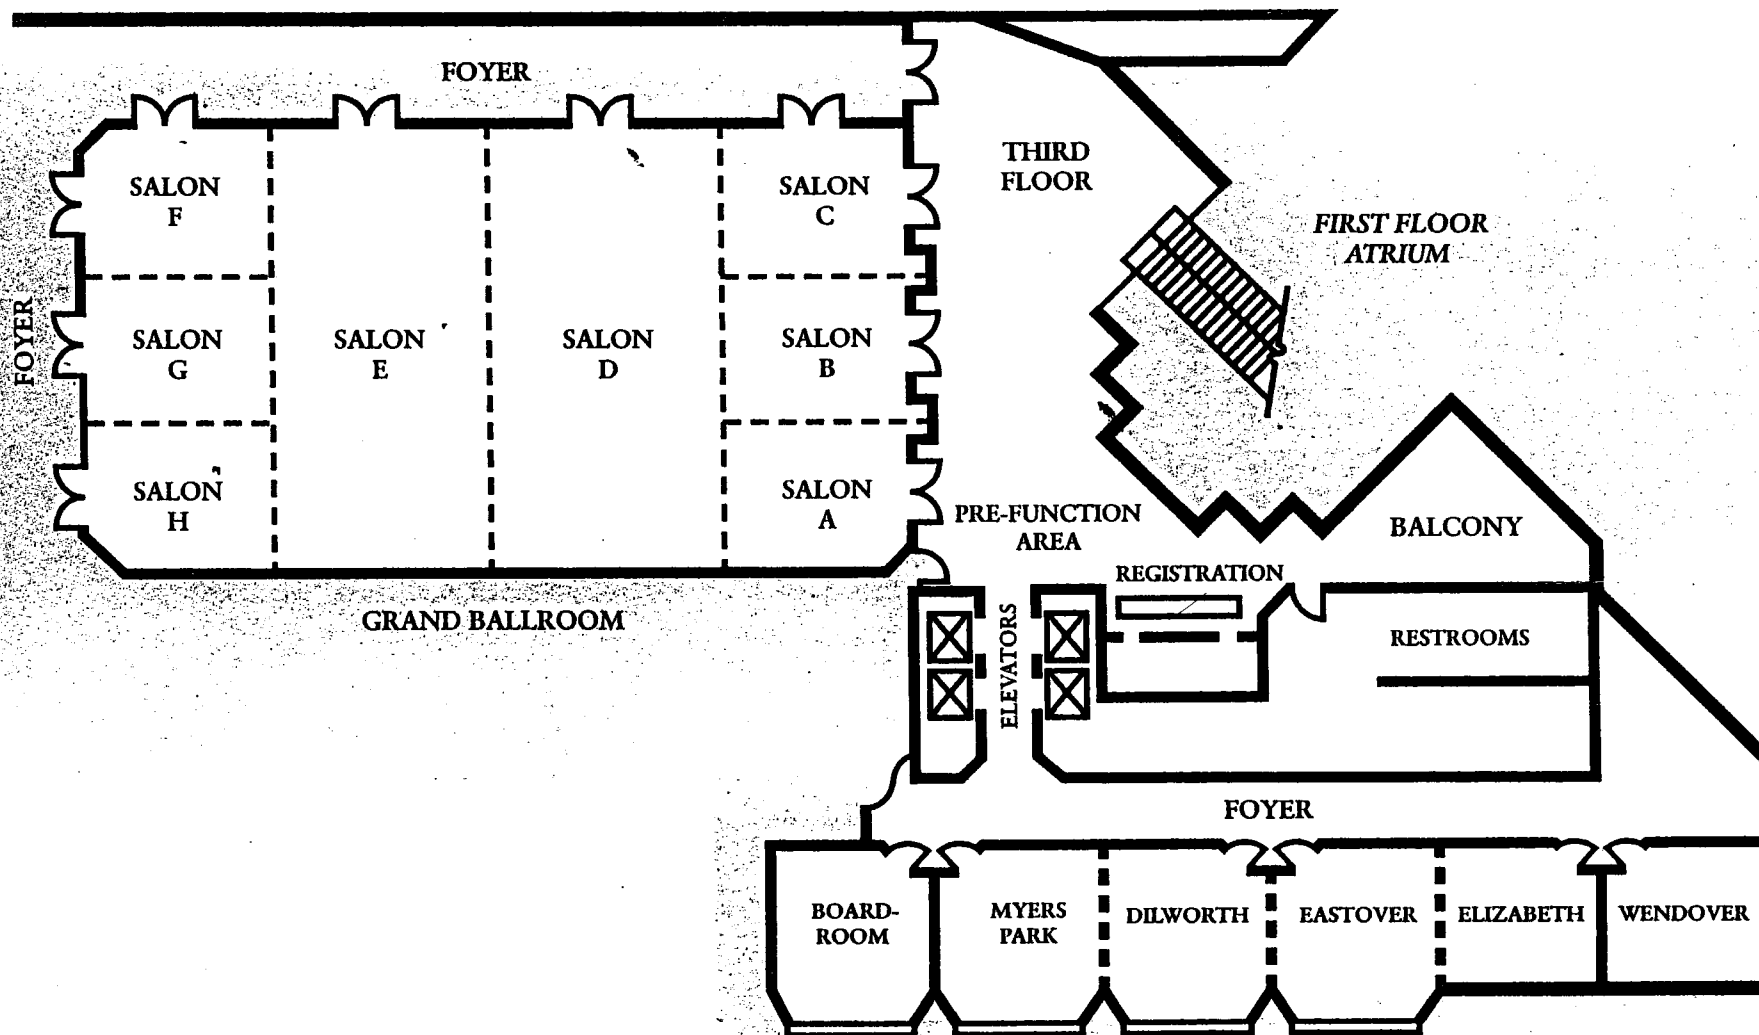 FOYER
THIRD
FLOOR
SALON
F
SALON
C
FIRST FLOOR
ATRIUM
FOYER
SALON
G
SALON
E
SALON
D
SALON
B
SALON
H
SALON
A
PRE-FUNCTION
AREA
BALCONY
REGISTRATION
GRAND BALLROOM
ELEVATORS
RESTROOMS
FOYER
BOARD-
ROOM
MYERS
PARK
DILWORTH
EASTOVER
ELIZABETH
WENDOVER